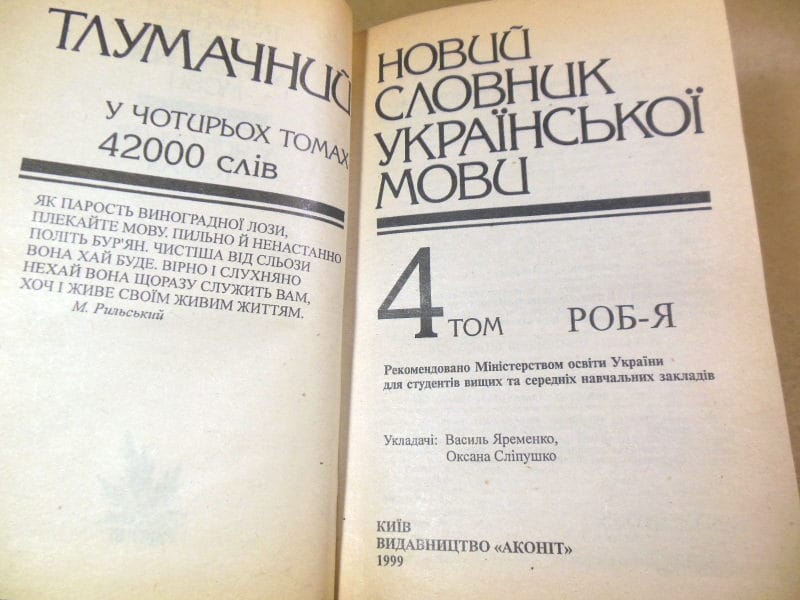 ТЛУМАЧНИЙ
У ЧОТИРЬОХ ТОМАХ
42000 СЛІВ
ЯК ПАРОСТЬ ВИНОГРАДНОЇ ЛОЗИ,
ПЛЕКАЙТЕ МОВУ. ПИЛЬНО Й НЕНАСТАННО
ПОЛІТЬ БУР'ЯН. ЧИСТІША ВІД СЛЬОЗИ
ВОНА ХАЙ БУДЕ. ВІРНО І СЛУХНЯНО
НЕХАЙ ВОНА ЩОРАЗУ СЛУЖИТЬ ВАМ,
ХОЧ І ЖИВЕ СВОЇМ ЖИВИМ ЖИТТЯМ.
М. Рильський
НОВИЙ
СЛОВНИК
УКРАЇНСЬКОЇ
МОВИ
4 ТОМ РОБ-Я
Рекомендовано Міністерством освіти України
для студентів вищих та середніх навчальних закладів
Укладачі: Василь Яременко,
Оксана Сліпушко
КИЇВ
ВИДАВНИЦТВО «АКОНІТ»
1999